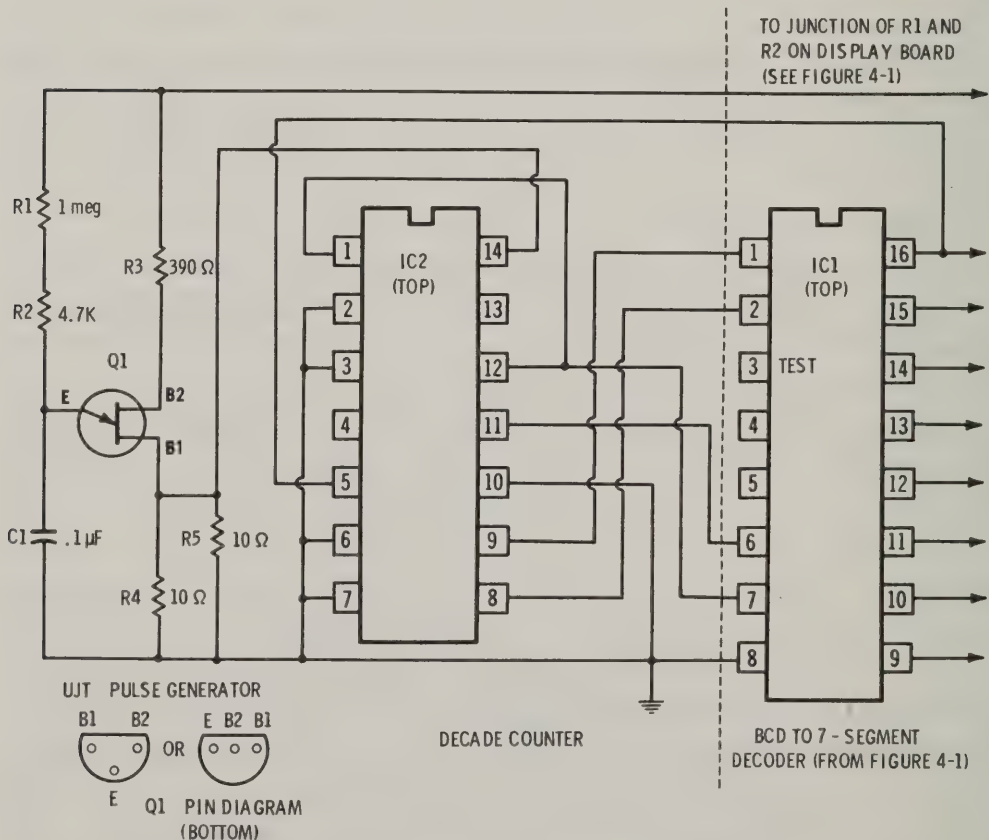 TO JUNCTION OF R1 AND
R2 ON DISPLAY BOARD
(SEE FIGURE 4-1)
R1 1 meg
R3 390 Ω
R2 4.7K
Q1
E
B2
B1
C1 .1 µF
R5 10 Ω
R4 10 Ω
IC2
(TOP)
1 14
2 13
3 12
4 11
5 10
6 9
7 8
IC1
(TOP)
1 16
2 15
3 TEST 14
4 13
5 12
6 11
7 10
8 9
UJT PULSE GENERATOR
B1 B2 OR E B2 B1
E Q1 PIN DIAGRAM
(BOTTOM)
DECADE COUNTER
BCD TO 7 - SEGMENT
DECODER (FROM FIGURE 4-1)